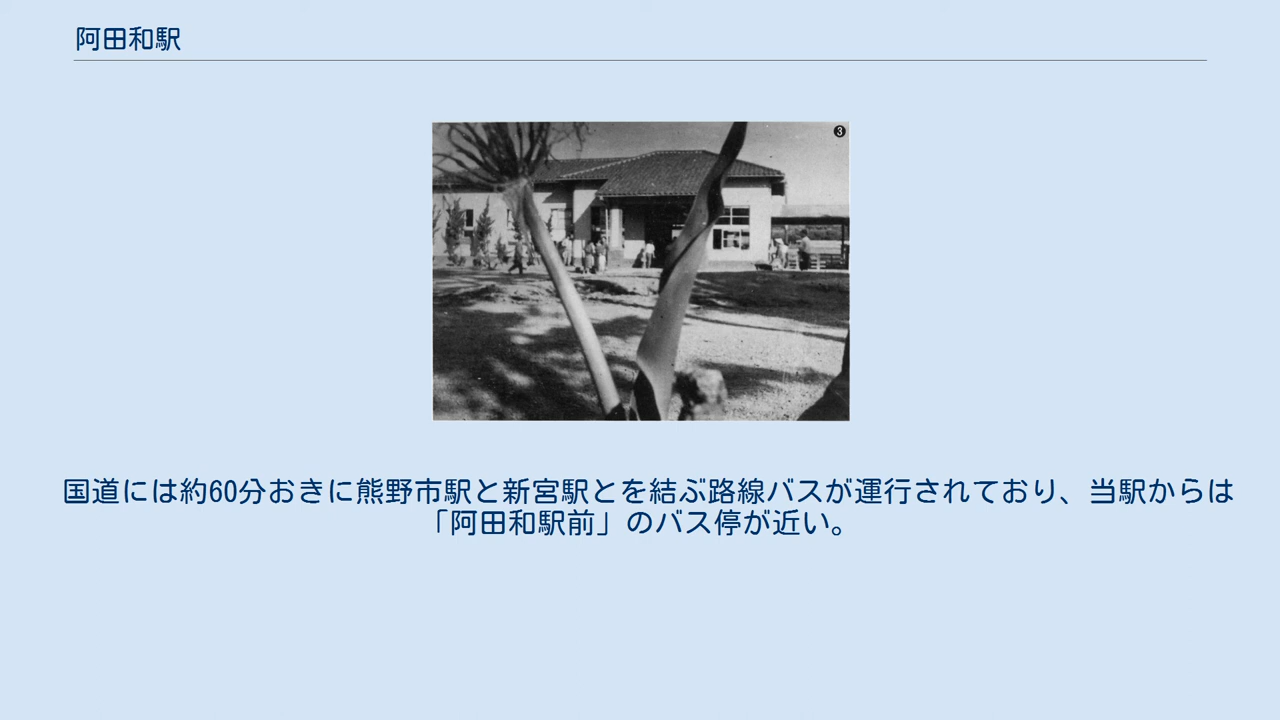 阿田和駅
❸
国道には約60分おきに熊野市駅と新宮駅とを結ぶ路線バスが運行されており、当駅からは
「阿田和駅前」のバス停が近い。